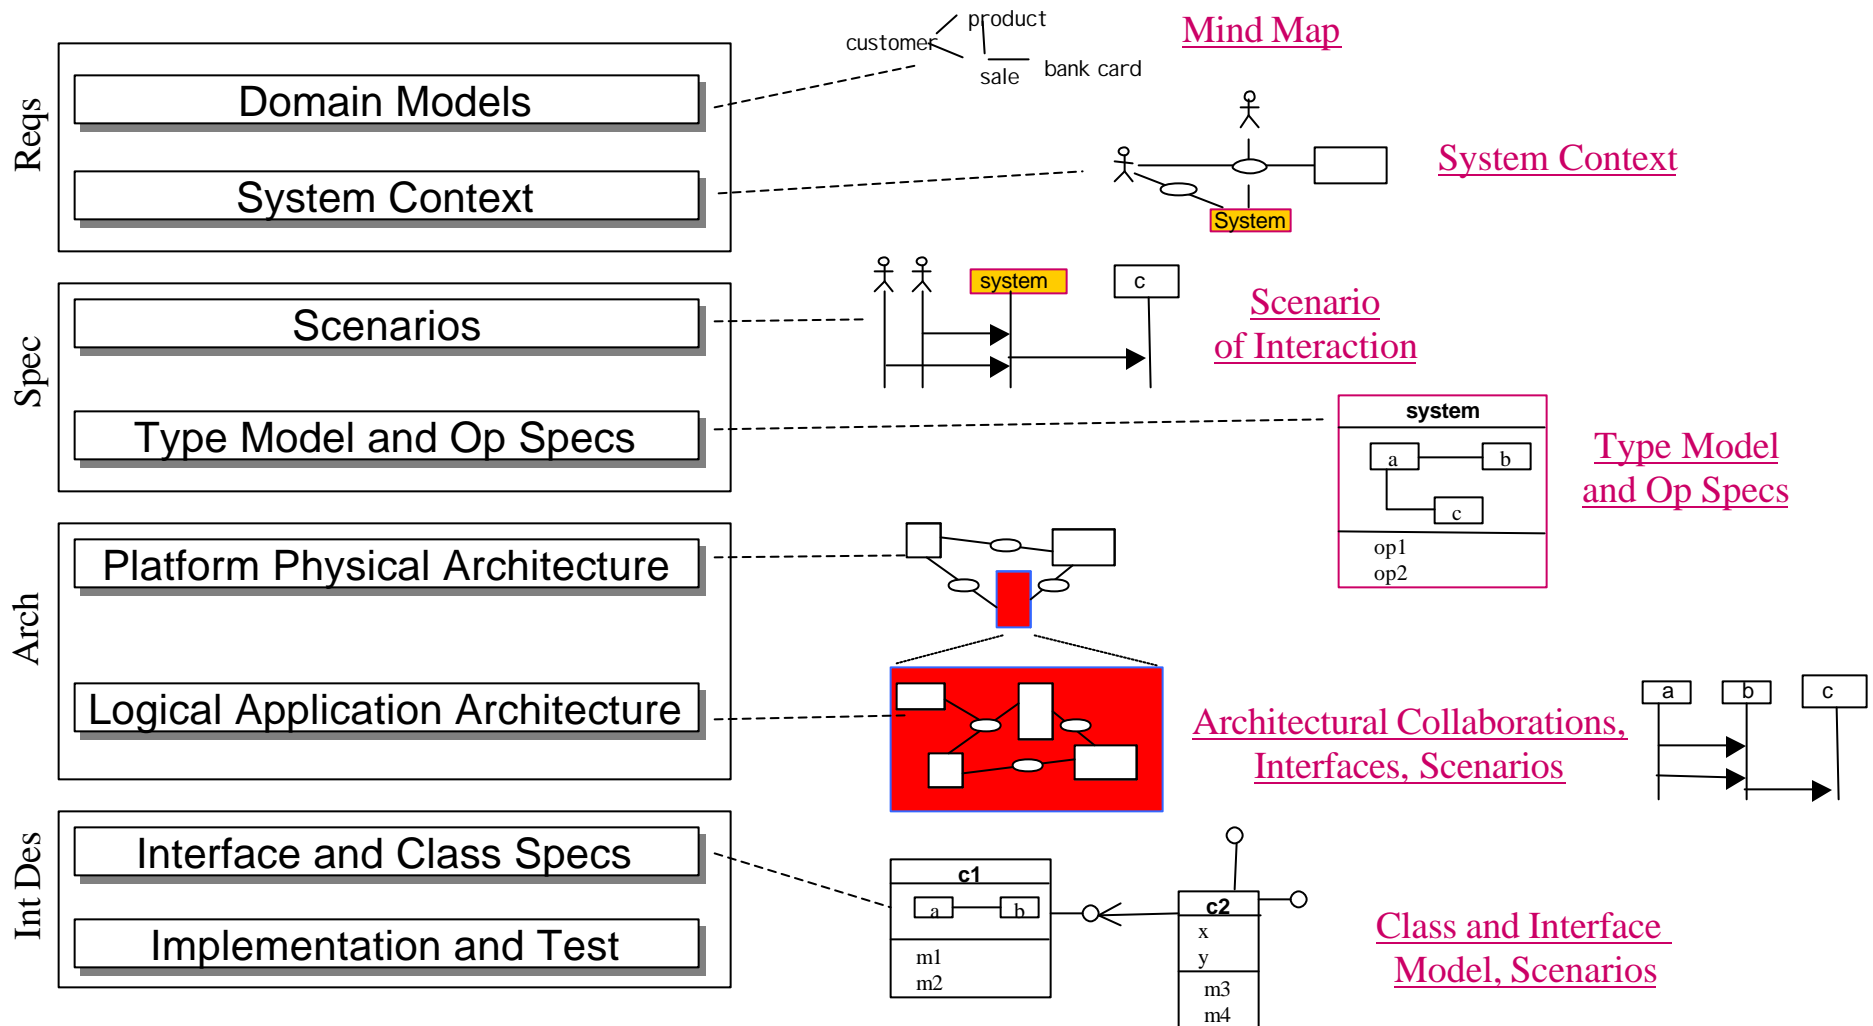 Reqs
Domain Models
System Context
product
customer
sale
bank card
Mind Map
System
System Context
Spec
Scenarios
Type Model and Op Specs
system
c
Scenario
of Interaction
system
a
b
c
op1
op2
Type Model
and Op Specs
Arch
Platform Physical Architecture
Logical Application Architecture
Architectural Collaborations,
Interfaces, Scenarios
a
b
c
Int Des
Interface and Class Specs
Implementation and Test
c1
a
b
m1
m2
c2
x
y
m3
m4
Class and Interface
Model, Scenarios